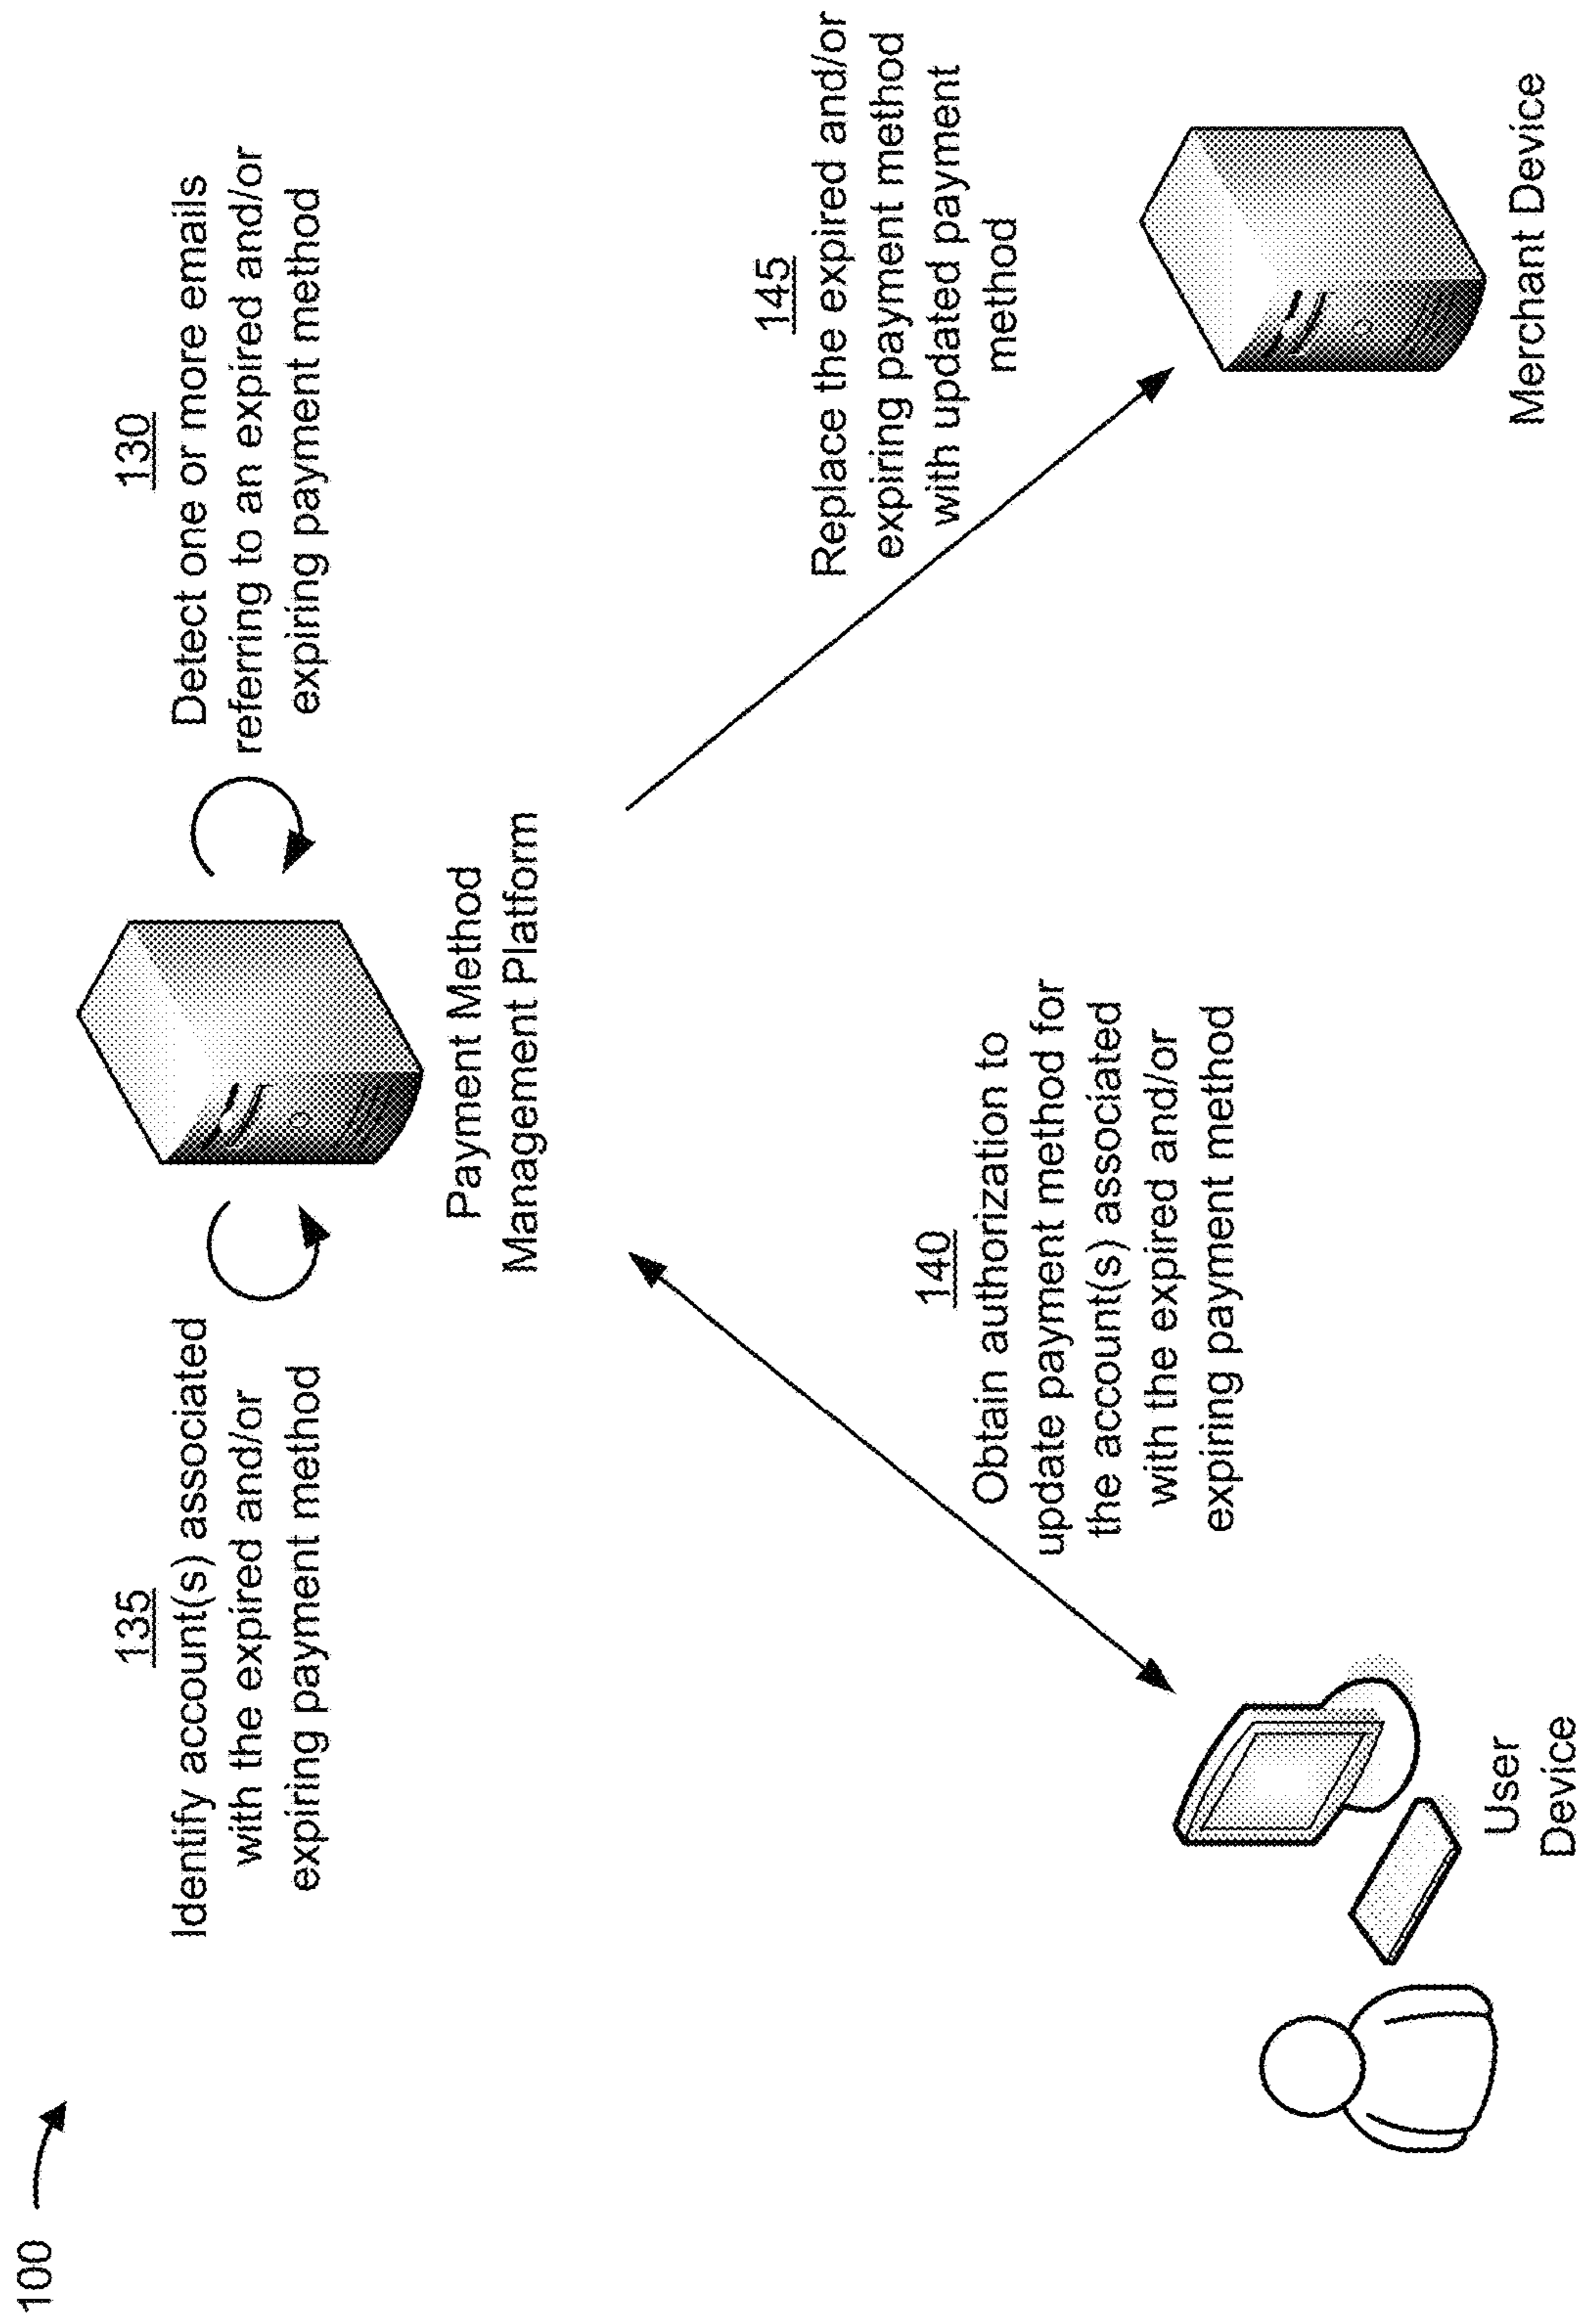 100
135
Identify account(s) associated
with the expired and/or
expiring payment method
130
Detect one or more emails
referring to an expired and/or
expiring payment method
Payment Method
Management Platform
140
Obtain authorization to
update payment method for
the account(s) associated
with the expired and/or
expiring payment method
145
Replace the expired and/or
expiring payment method
with updated payment
method
User
Device
Merchant Device